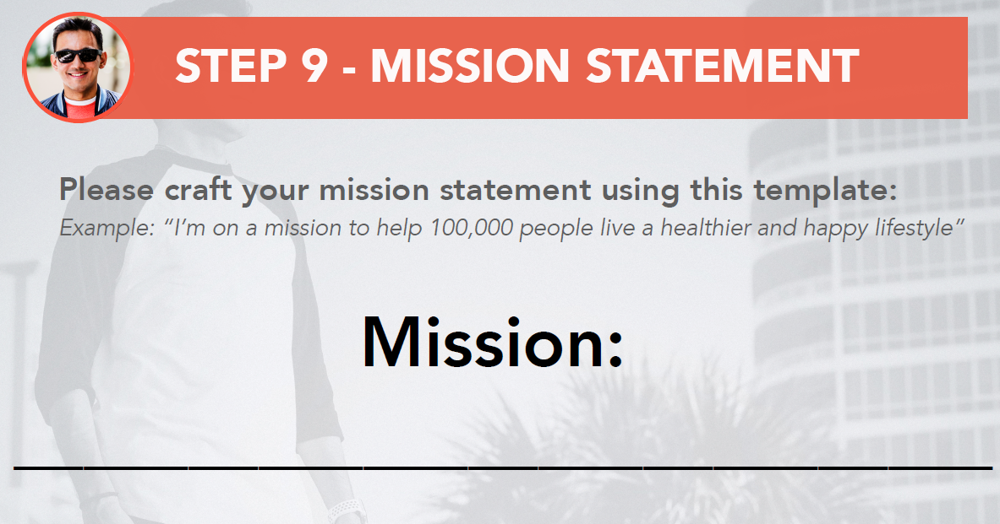 STEP 9 - MISSION STATEMENT
Please craft your mission statement using this template:
Example: “I’m on a mission to help 100,000 people live a healthier and happy lifestyle”
Mission: